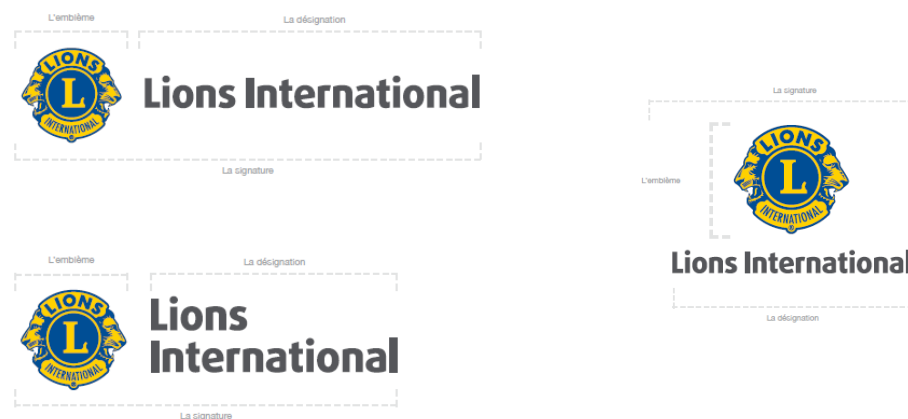 L'emblème
La désignation
LIONS
L
INTERNATIONAL
®
Lions International
La signature
L'emblème
La désignation
LIONS
L
INTERNATIONAL
®
Lions
International
La signature
La signature
L'emblème
LIONS
L
INTERNATIONAL
®
Lions International
La désignation